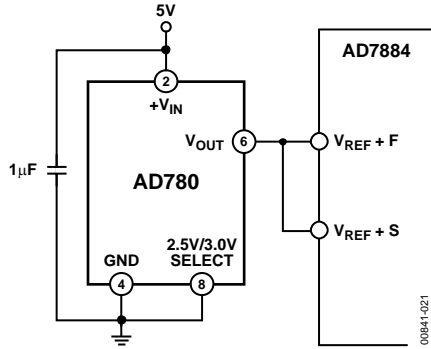 5V
AD7884
2
+VIN
1μF
VOUT
6
VREF + F
AD780
VREF + S
2.5V/3.0V
GND
SELECT
4
8
00841-021